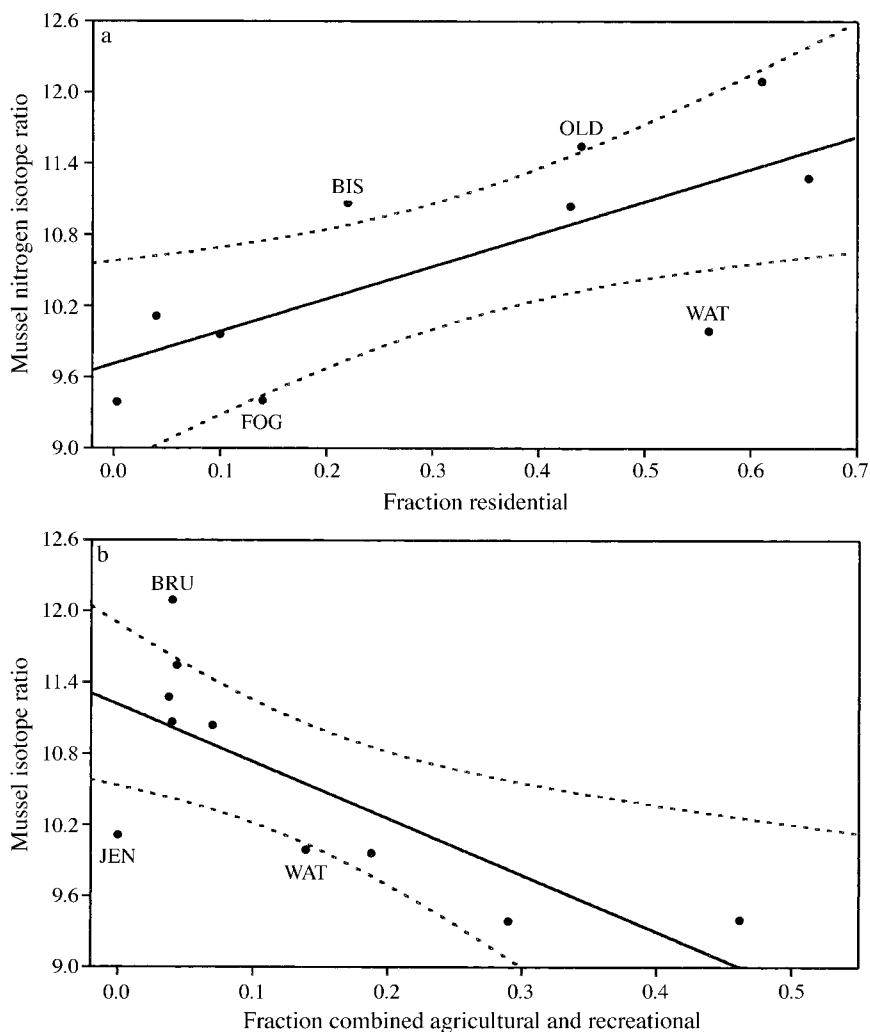 12.6
a
12.0
OLD
11.4
BIS
10.8
10.2
WAT
9.6
FOG
9.0
0.0 0.1 0.2 0.3 0.4 0.5 0.6 0.7
Mussel nitrogen isotope ratio
Fraction residential
12.6
b
BRU
12.0
11.4
10.8
10.2
JEN
WAT
9.6
9.0
0.0 0.1 0.2 0.3 0.4 0.5
Mussel isotope ratio
Fraction combined agricultural and recreational